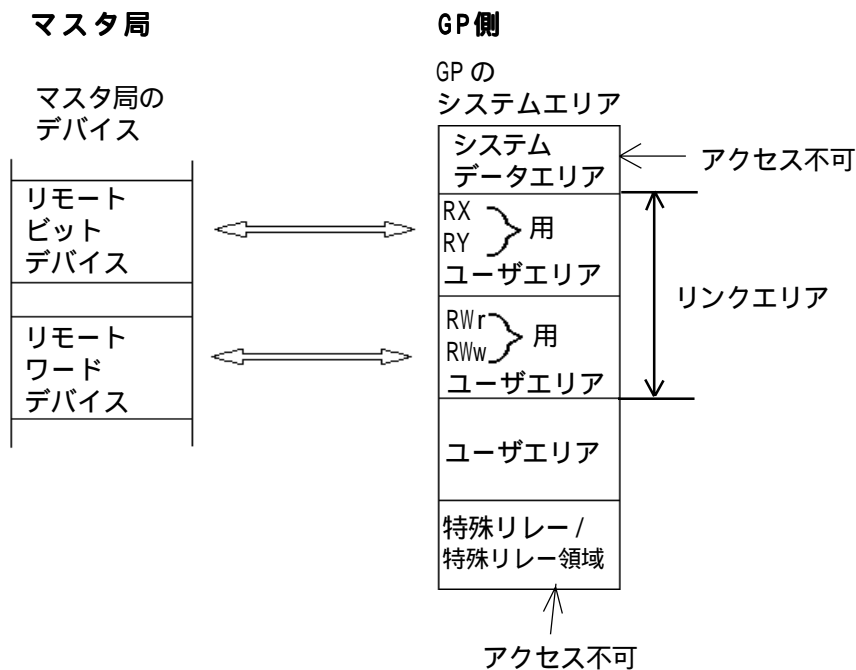 マスタ局
マスタ局の
デバイス
リモート
ビット
デバイス
リモート
ワード
デバイス
GP側
GPの
システムエリア
システム
データエリア
アクセス不可
RX
RY
用
ユーザエリア
RWr
RWw
用
ユーザエリア
リンクエリア
ユーザエリア
特殊リレー/
特殊リレー領域
アクセス不可